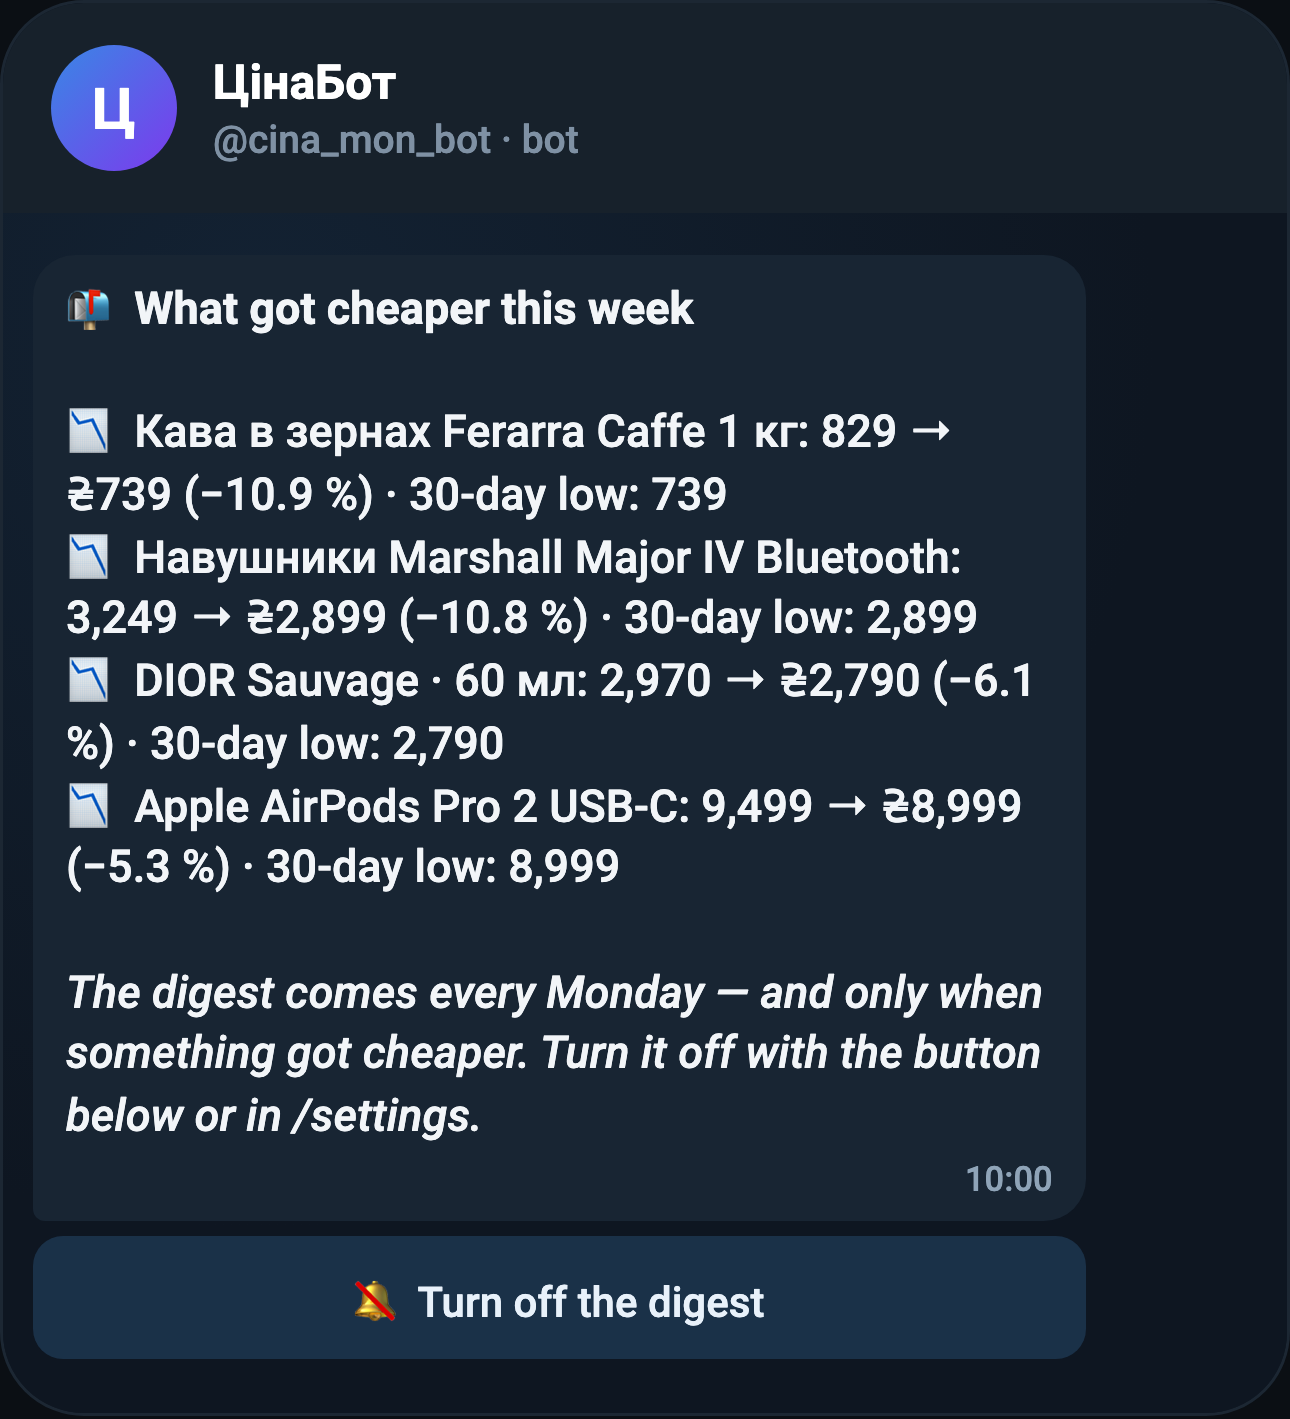 Ц
ЦінаБот
@cina_mon_bot · bot
📬 What got cheaper this week
📉 Кава в зернах Ferarra Caffe 1 кг: 829 →
₴739 (−10.9 %) · 30-day low: 739
📉 Навушники Marshall Major IV Bluetooth:
3,249 → ₴2,899 (−10.8 %) · 30-day low: 2,899
📉 DIOR Sauvage · 60 мл: 2,970 → ₴2,790 (−6.1
%) · 30-day low: 2,790
📉 Apple AirPods Pro 2 USB-C: 9,499 → ₴8,999
(−5.3 %) · 30-day low: 8,999
The digest comes every Monday — and only when
something got cheaper. Turn it off with the button
below or in /settings.
10:00
🔕 Turn off the digest